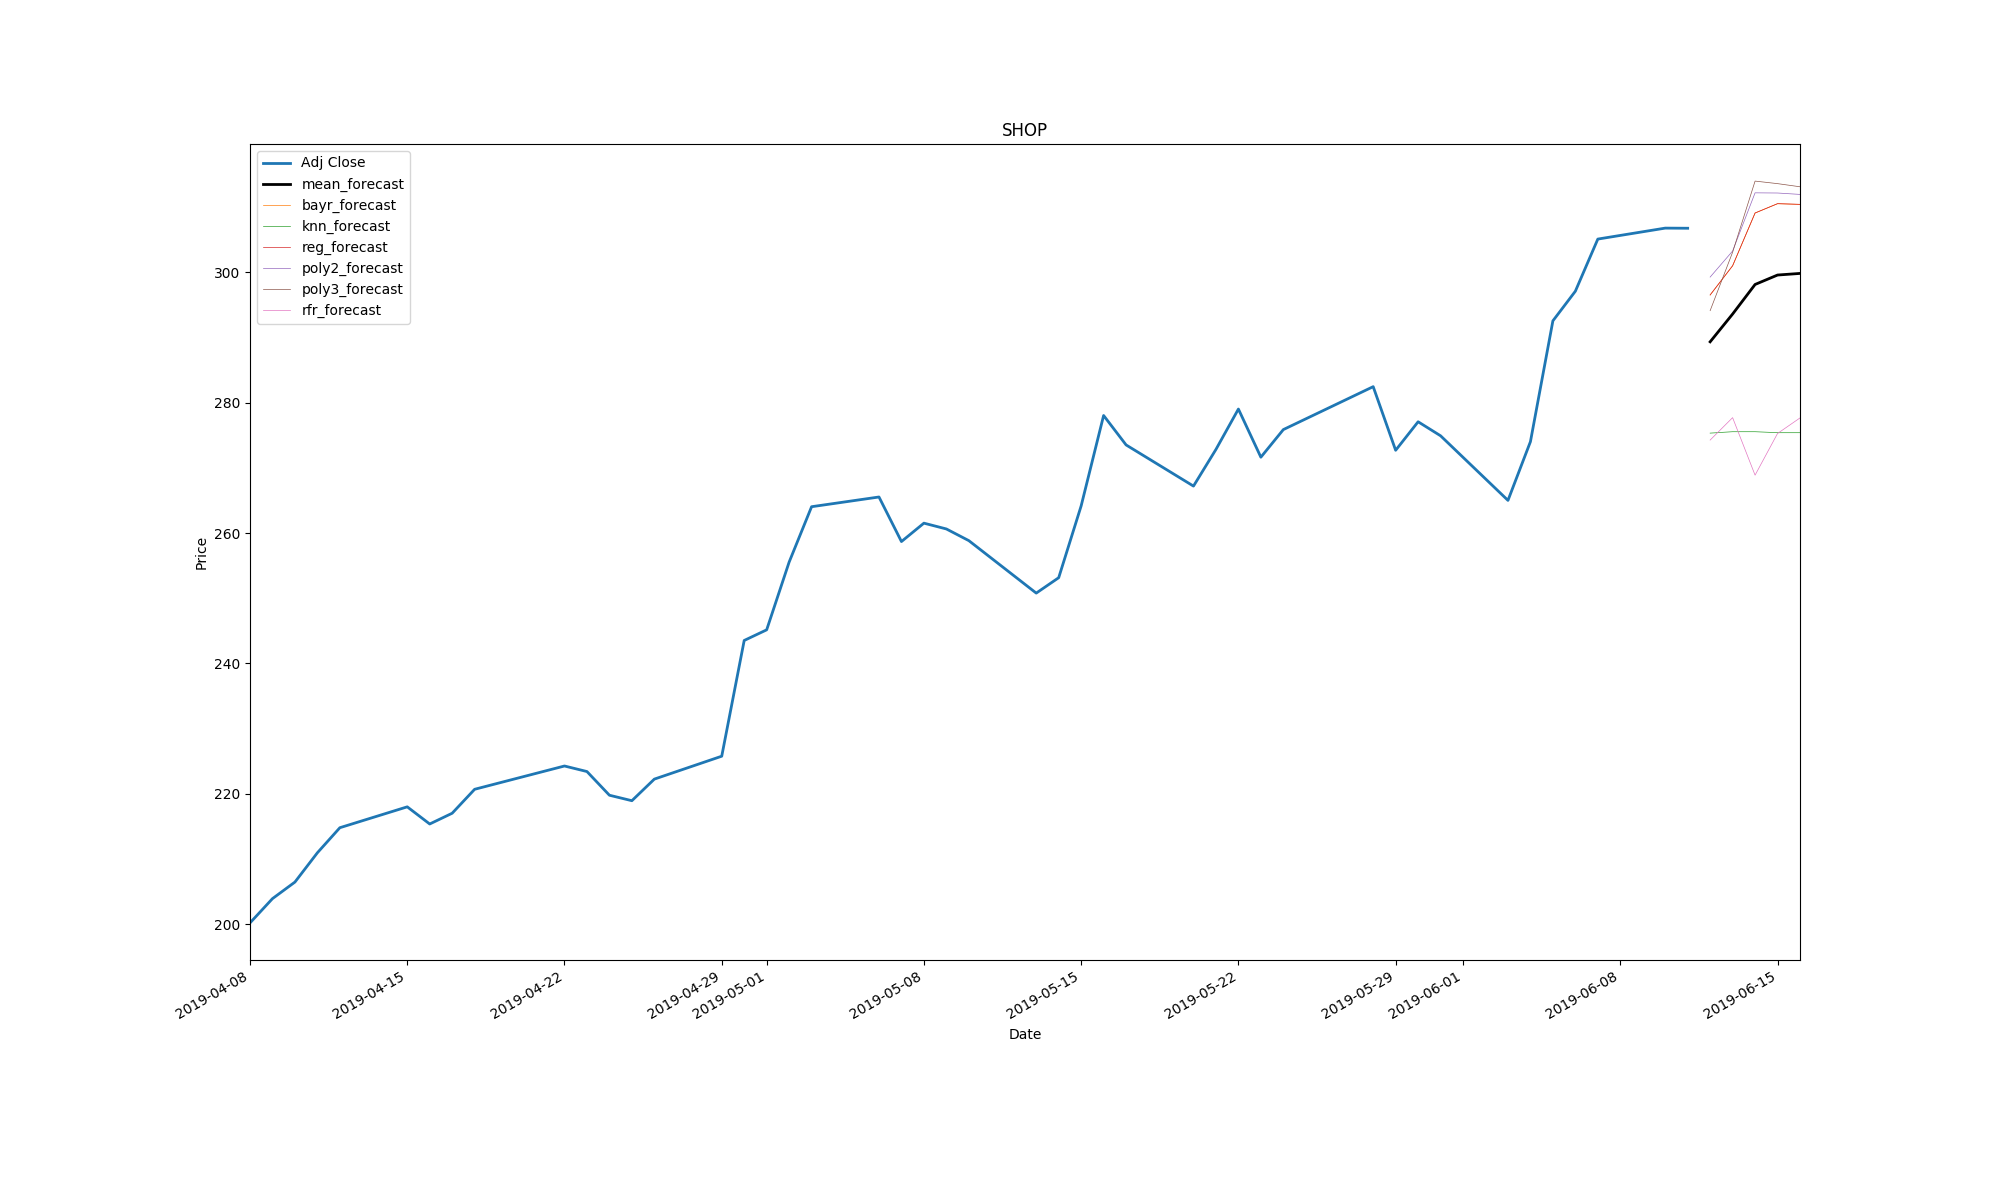 SHOP
Adj Close
mean_forecast
bayr_forecast
knn_forecast
reg_forecast
poly2_forecast
poly3_forecast
rfr_forecast
300
280
260
240
220
200
Price
2019-04-08
2019-04-15
2019-04-22
2019-04-29
2019-05-01
2019-05-08
2019-05-15
2019-05-22
2019-05-29
2019-06-01
2019-06-08
2019-06-15
Date